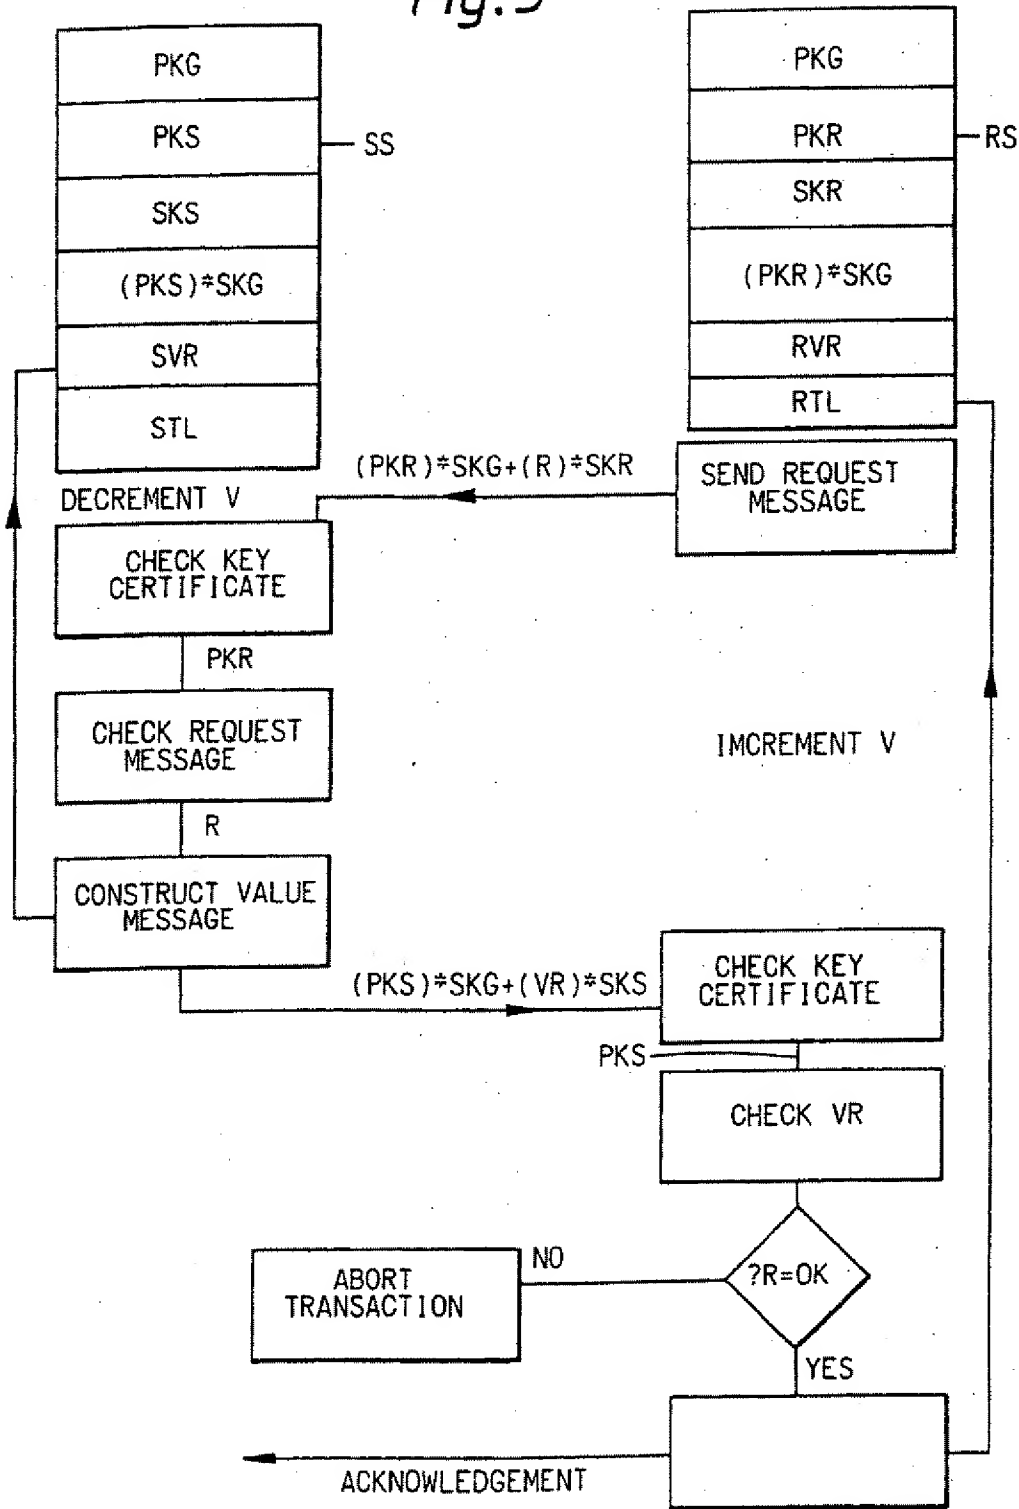 Fig. 5
PKG
PKS
SS
SKS
(PKS)*SKG
SVR
STL
PKG
PKR
RS
SKR
(PKR)*SKG
RVR
RTL
(PKR)*SKG+(R)*SKR
SEND REQUEST
MESSAGE
DECREMENT V
CHECK KEY
CERTIFICATE
PKR
CHECK REQUEST
MESSAGE
IMCREMENT V
R
CONSTRUCT VALUE
MESSAGE
(PKS)*SKG+(VR)*SKS
CHECK KEY
CERTIFICATE
PKS
CHECK VR
?R=OK
NO
ABORT
TRANSACTION
YES
ACKNOWLEDGEMENT